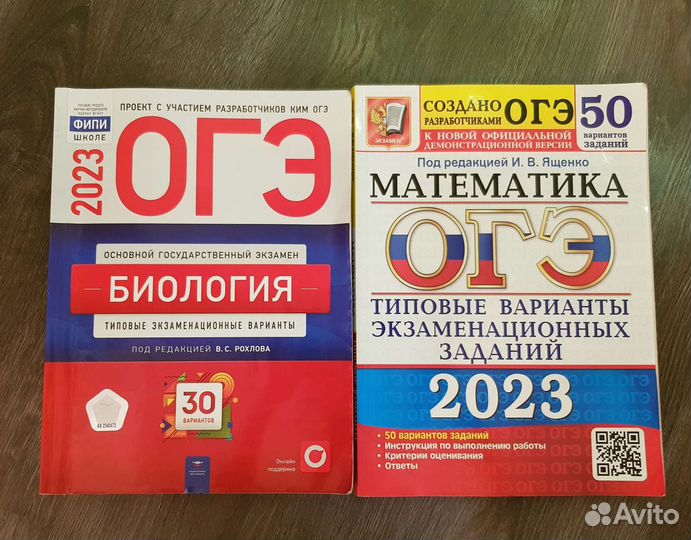 ПРОЕКТ С УЧАСТИЕМ РАЗРАБОТЧИКОВ КИМ ОГЭ
ФИПИ
ШКОЛЕ
2023
ОГЭ
ОСНОВНОЙ ГОСУДАРСТВЕННЫЙ ЭКЗАМЕН
БИОЛОГИЯ
ТИПОВЫЕ ЭКЗАМЕНАЦИОННЫЕ ВАРИАНТЫ
ПОД РЕДАКЦИЕЙ В.С. РОХЛОВА
30
ВАРИАНТОВ
Онлайн
поддержка
ЭКЗАМЕН
СОЗДАНО
РАЗРАБОТЧИКАМИ ОГЭ
К НОВОЙ ОФИЦИАЛЬНОЙ
ДЕМОНСТРАЦИОННОЙ ВЕРСИИ
50
вариантов
заданий
Под редакцией И. В. Ященко
МАТЕМАТИКА
ОГЭ
ТИПОВЫЕ ВАРИАНТЫ
ЭКЗАМЕНАЦИОННЫХ
ЗАДАНИЙ
2023
• 50 вариантов заданий
• Инструкция по выполнению работы
• Критерии оценивания
• Ответы
Avito